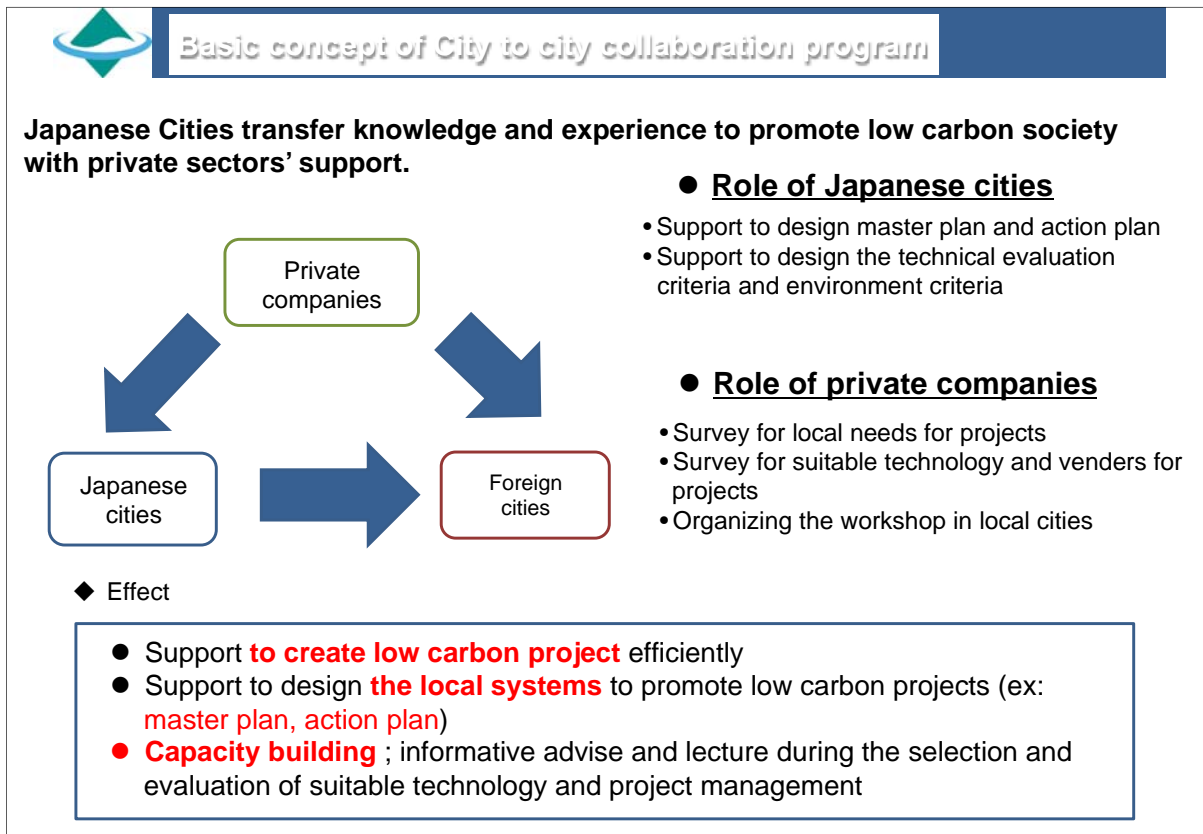 Basic concept of City to city collaboration program
Japanese Cities transfer knowledge and experience to promote low carbon society
with private sectors’ support.
● Role of Japanese cities
•Support to design master plan and action plan
•Support to design the technical evaluation
criteria and environment criteria
Private
companies
Japanese
cities
Foreign
cities
● Role of private companies
•Survey for local needs for projects
•Survey for suitable technology and venders for
projects
•Organizing the workshop in local cities
◆ Effect
● Support to create low carbon project efficiently
● Support to design the local systems to promote low carbon projects (ex:
master plan, action plan)
● Capacity building ; informative advise and lecture during the selection and
evaluation of suitable technology and project management